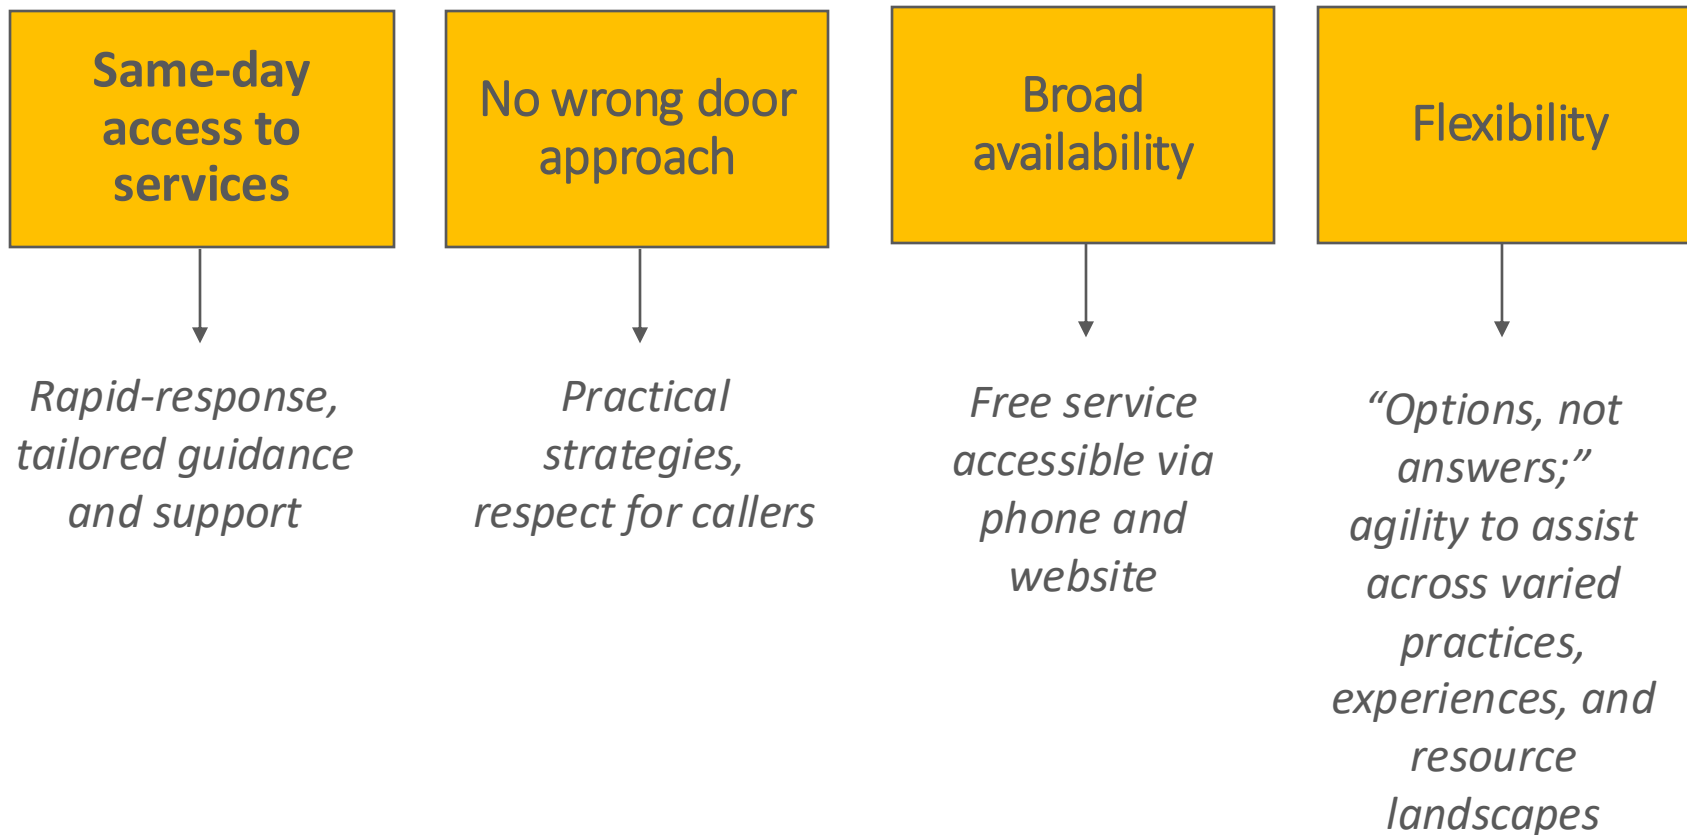 Same-day
access to
services
Rapid-response,
tailored guidance
and support
No wrong door
approach
Practical
strategies,
respect for callers
Broad
availability
Free service
accessible via
phone and
website
Flexibility
“Options, not
answers;”
agility to assist
across varied
practices,
experiences, and
resource
landscapes